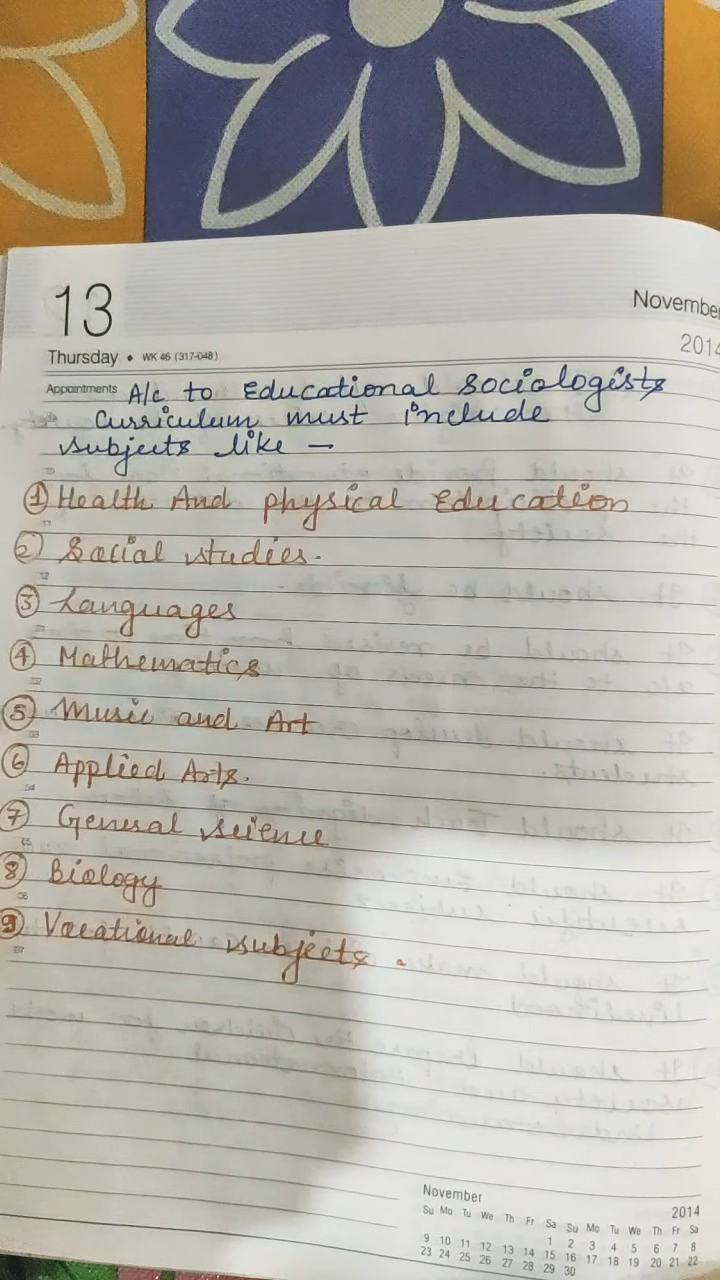 13
November
Thursday • WK 46 (317-048)
2014
Appointments A/c to Educational Sociologists
Curriculum must include
subjects like —
① Health And physical Education
② Social studies.
③ Languages
④ Mathematics
⑤ Music and Art
⑥ Applied Arts.
⑦ General science
⑧ Biology
⑨ Vocational subjects.
November 2014
Su Mo Tu We Th Fr Sa Su Mo Tu We Th Fr Sa
1 2 3 4 5 6 7 8
9 10 11 12 13 14 15 16 17 18 19 20 21 22
23 24 25 26 27 28 29 30